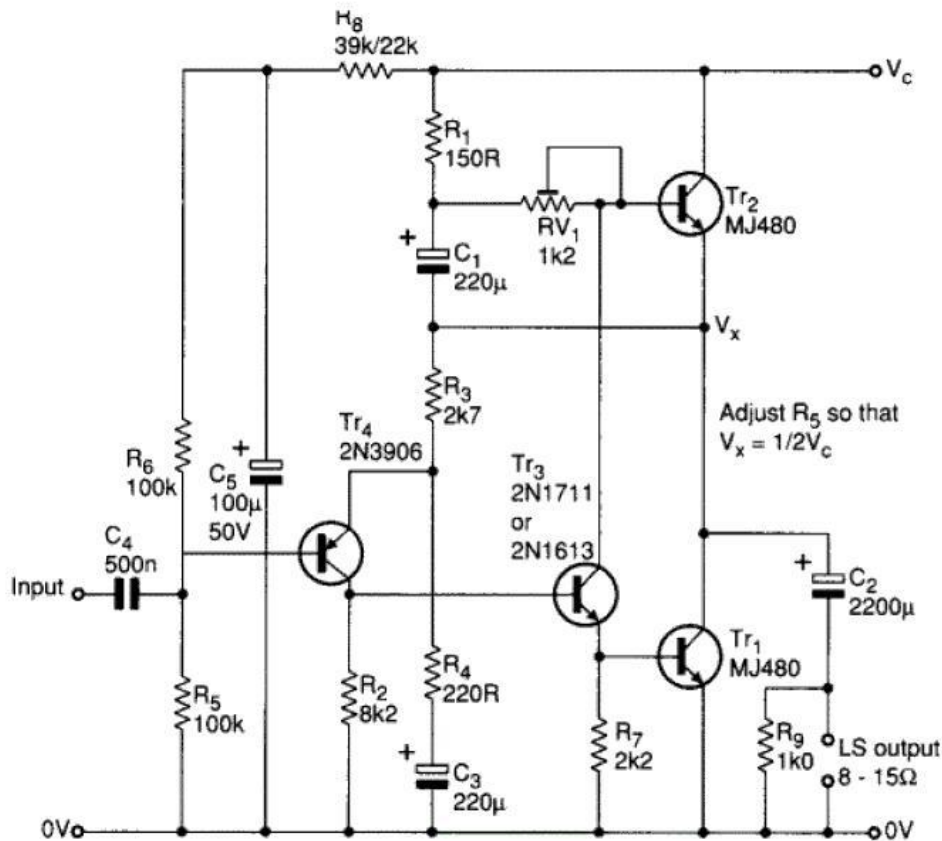 R₈
39k/22k
V꜀
R₁
150R
Tr₂
MJ480
RV₁
1k2
+
C₁
220µ
Vₓ
R₃
2k7
Adjust R₅ so that
Vₓ = 1/2V꜀
Tr₄
2N3906
Tr₃
2N1711
or
2N1613
R₆
100k
+
C₅
100µ
50V
C₄
500n
Input
+
C₂
2200µ
Tr₁
MJ480
R₄
220R
R₂
8k2
R₅
100k
R₇
2k2
R₉
1k0
LS output
8 - 15Ω
+
C₃
220µ
0V
0V